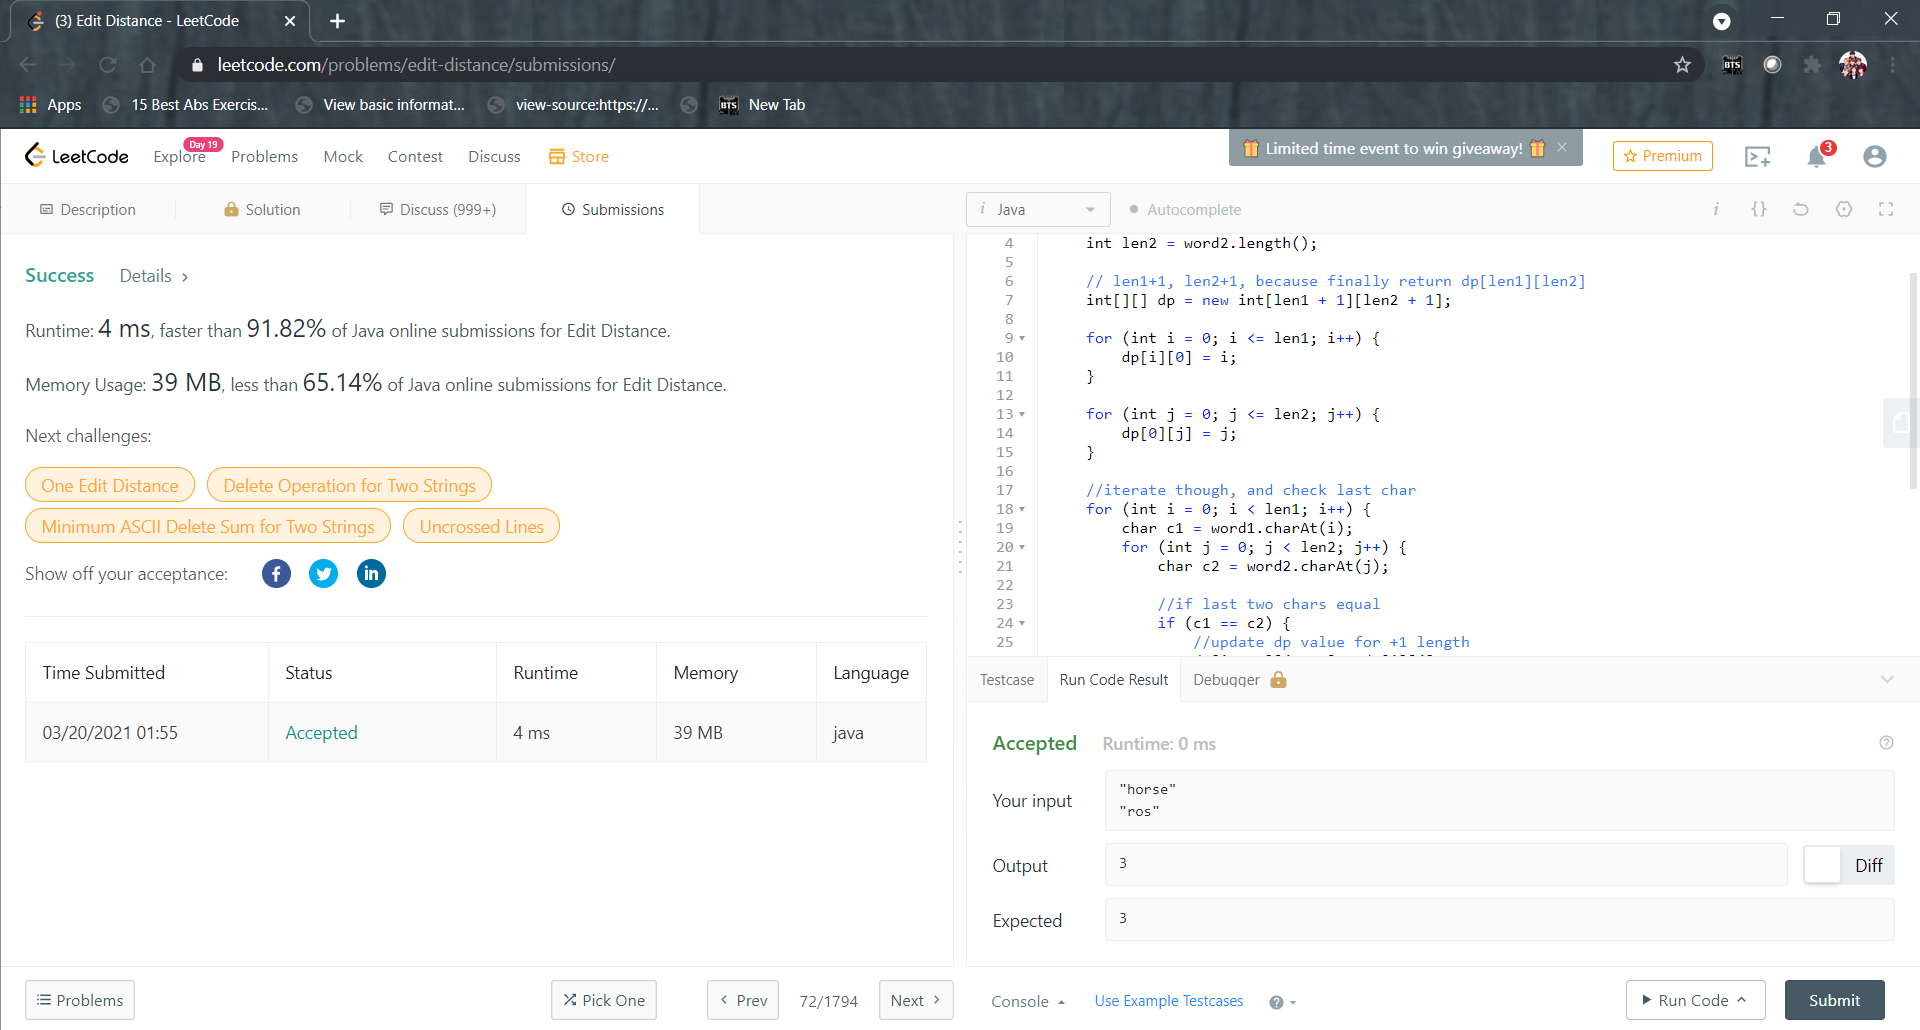 (3) Edit Distance - LeetCode
leetcode.com/problems/edit-distance/submissions/
BTS
Apps
15 Best Abs Exercis...
View basic informat...
view-source:https://...
BTS
New Tab
LeetCode
Explore
Day 19
Problems
Mock
Contest
Discuss
Store
Limited time event to win giveaway!
Premium
3
Description
Solution
Discuss (999+)
Submissions
i Java
Autocomplete
i
{}
Success
Details >
Runtime: 4 ms, faster than 91.82% of Java online submissions for Edit Distance.
Memory Usage: 39 MB, less than 65.14% of Java online submissions for Edit Distance.
Next challenges:
One Edit Distance
Delete Operation for Two Strings
Minimum ASCII Delete Sum for Two Strings
Uncrossed Lines
Show off your acceptance:
f
in
Time Submitted Status Runtime Memory Language
03/20/2021 01:55 Accepted 4 ms 39 MB java
4 int len2 = word2.length();
5
6 // len1+1, len2+1, because finally return dp[len1][len2]
7 int[][] dp = new int[len1 + 1][len2 + 1];
8
9 for (int i = 0; i <= len1; i++) {
10 dp[i][0] = i;
11 }
12
13 for (int j = 0; j <= len2; j++) {
14 dp[0][j] = j;
15 }
16
17 //iterate though, and check last char
18 for (int i = 0; i < len1; i++) {
19 char c1 = word1.charAt(i);
20 for (int j = 0; j < len2; j++) {
21 char c2 = word2.charAt(j);
22
23 //if last two chars equal
24 if (c1 == c2) {
25 //update dp value for +1 length
Testcase
Run Code Result
Debugger
Accepted
Runtime: 0 ms
Your input
"horse"
"ros"
Output
3
Diff
Expected
3
Problems
Pick One
< Prev
72/1794
Next >
Console
Use Example Testcases
?
Run Code
Submit